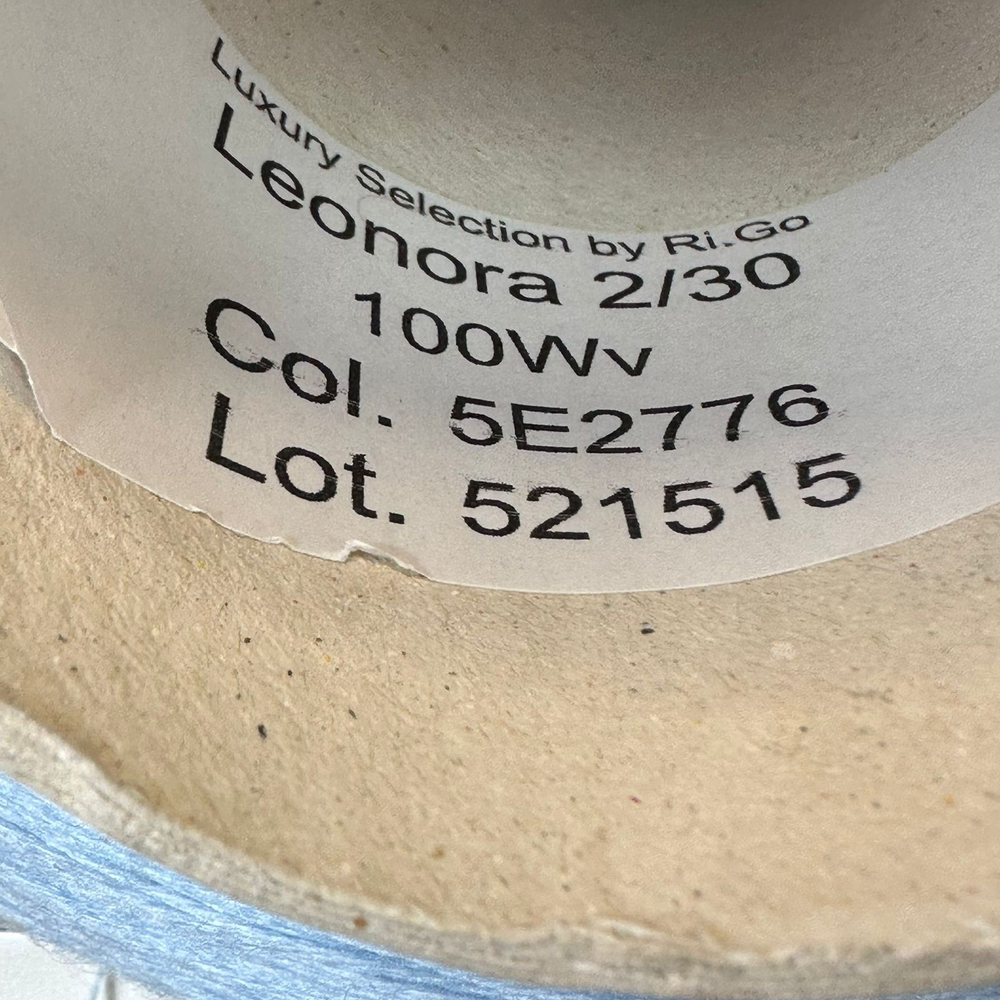 Luxury Selection by Ri.Go
Leonora 2/30
100Wv
Col. 5E2776
Lot. 521515